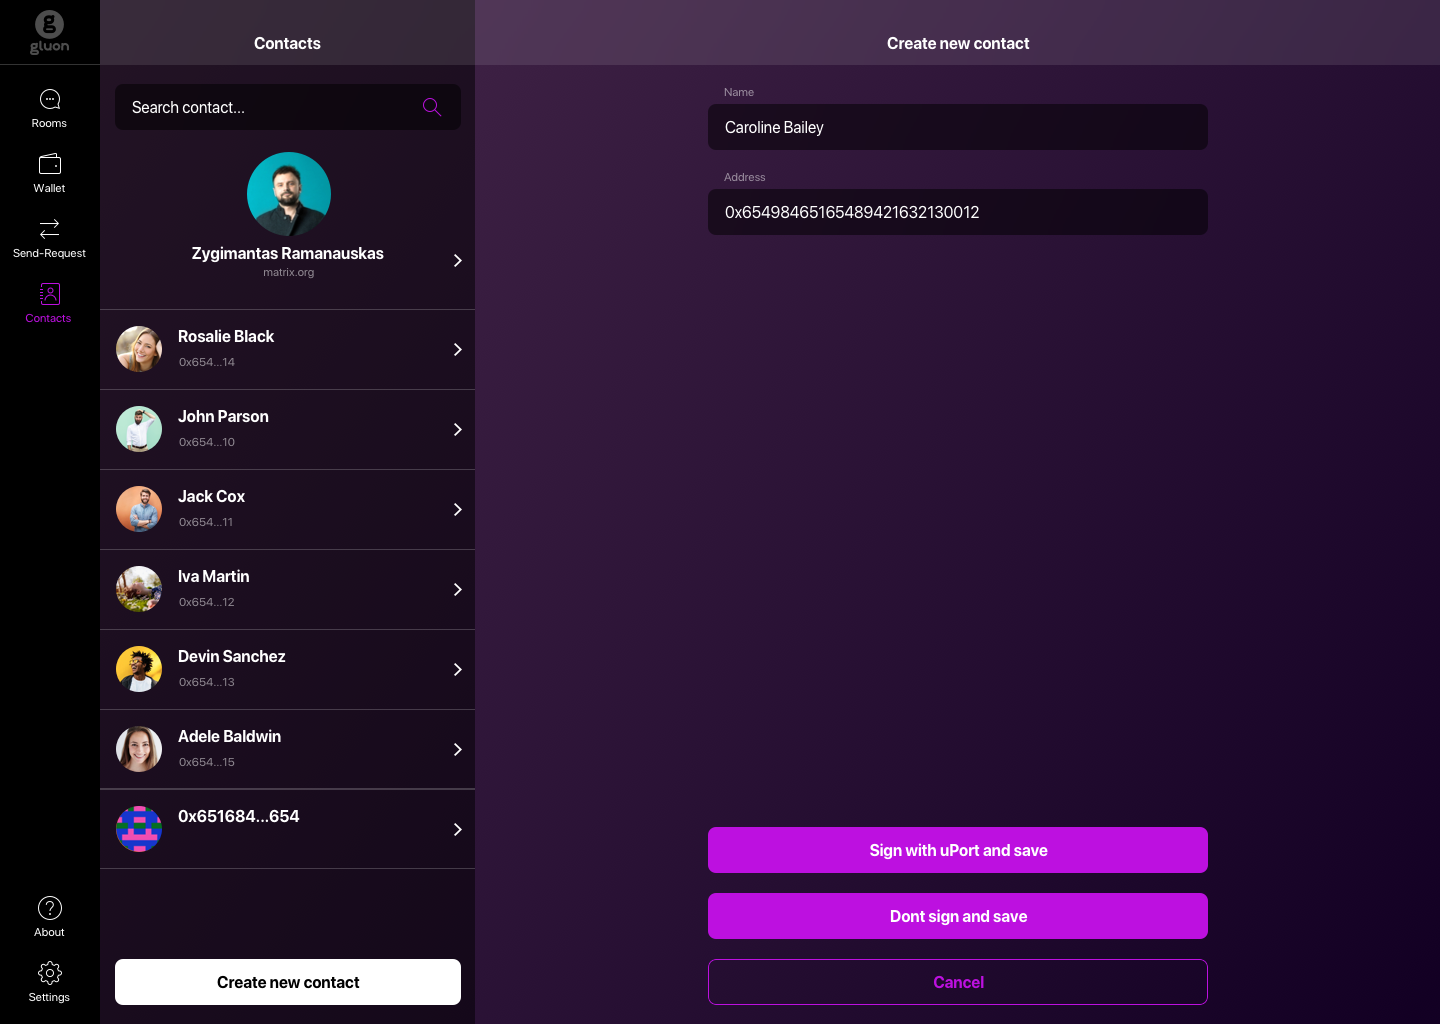 gluon
Rooms
Wallet
Send-Request
Contacts
About
Settings
Contacts
Search contact...
Zygimantas Ramanauskas
matrix.org
Rosalie Black
0x654...14
John Parson
0x654...10
Jack Cox
0x654...11
Iva Martin
0x654...12
Devin Sanchez
0x654...13
Adele Baldwin
0x654...15
0x651684...654
Create new contact
Create new contact
Name
Caroline Bailey
Address
0x65498465165489421632130012
Sign with uPort and save
Dont sign and save
Cancel